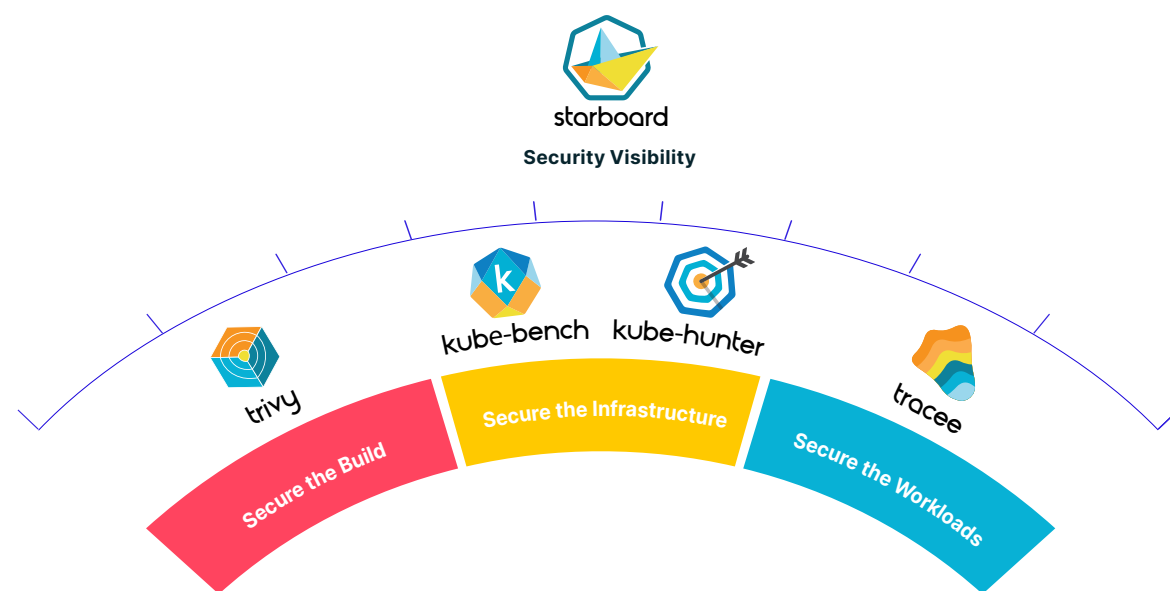 starboard
Security Visibility
k
kube-bench
kube-hunter
trivy
tracee
Secure the Build
Secure the Infrastructure
Secure the Workloads